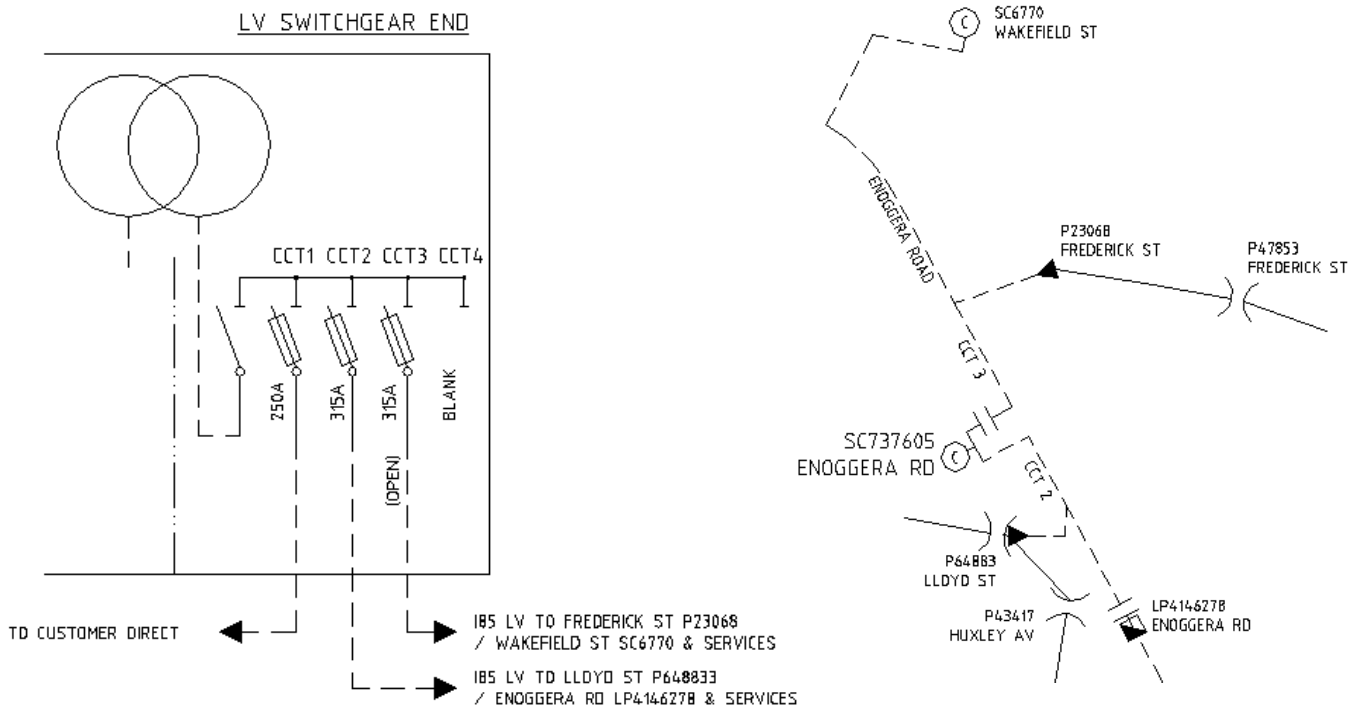 LV SWITCHGEAR END
CCT1 CCT2 CCT3 CCT4
250A
315A
315A
(OPEN)
BLANK
TO CUSTOMER DIRECT
185 LV TO FREDERICK ST P23068
/ WAKEFIELD ST SC6770 & SERVICES
185 LV TO LLOYD ST P648833
/ ENOGGERA RD LP414627B & SERVICES
C
SC6770
WAKEFIELD ST
ENOGGERA ROAD
P23068
FREDERICK ST
P47853
FREDERICK ST
CCT 3
SC737605
ENOGGERA RD
C
CCT 2
P64883
LLOYD ST
P43417
HUXLEY AV
LP414627B
ENOGGERA RD